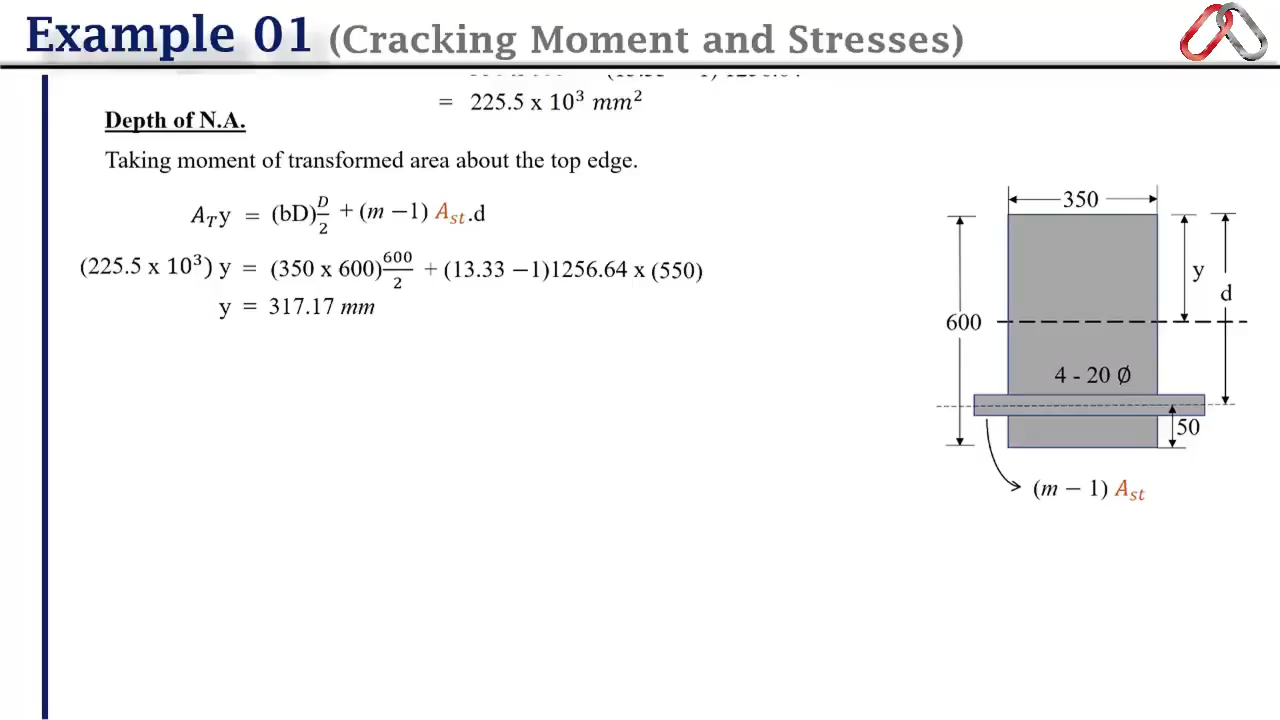 Example 01 (Cracking Moment and Stresses)
= 225.5 x 10³ mm²
Depth of N.A.
Taking moment of transformed area about the top edge.
A_T y = (bD) D/2 + (m −1) A_st.d
(225.5 x 10³) y = (350 x 600) 600/2 + (13.33 −1)1256.64 x (550)
y = 317.17 mm
350
y
d
600
4 - 20 ∅
50
(m − 1) A_st